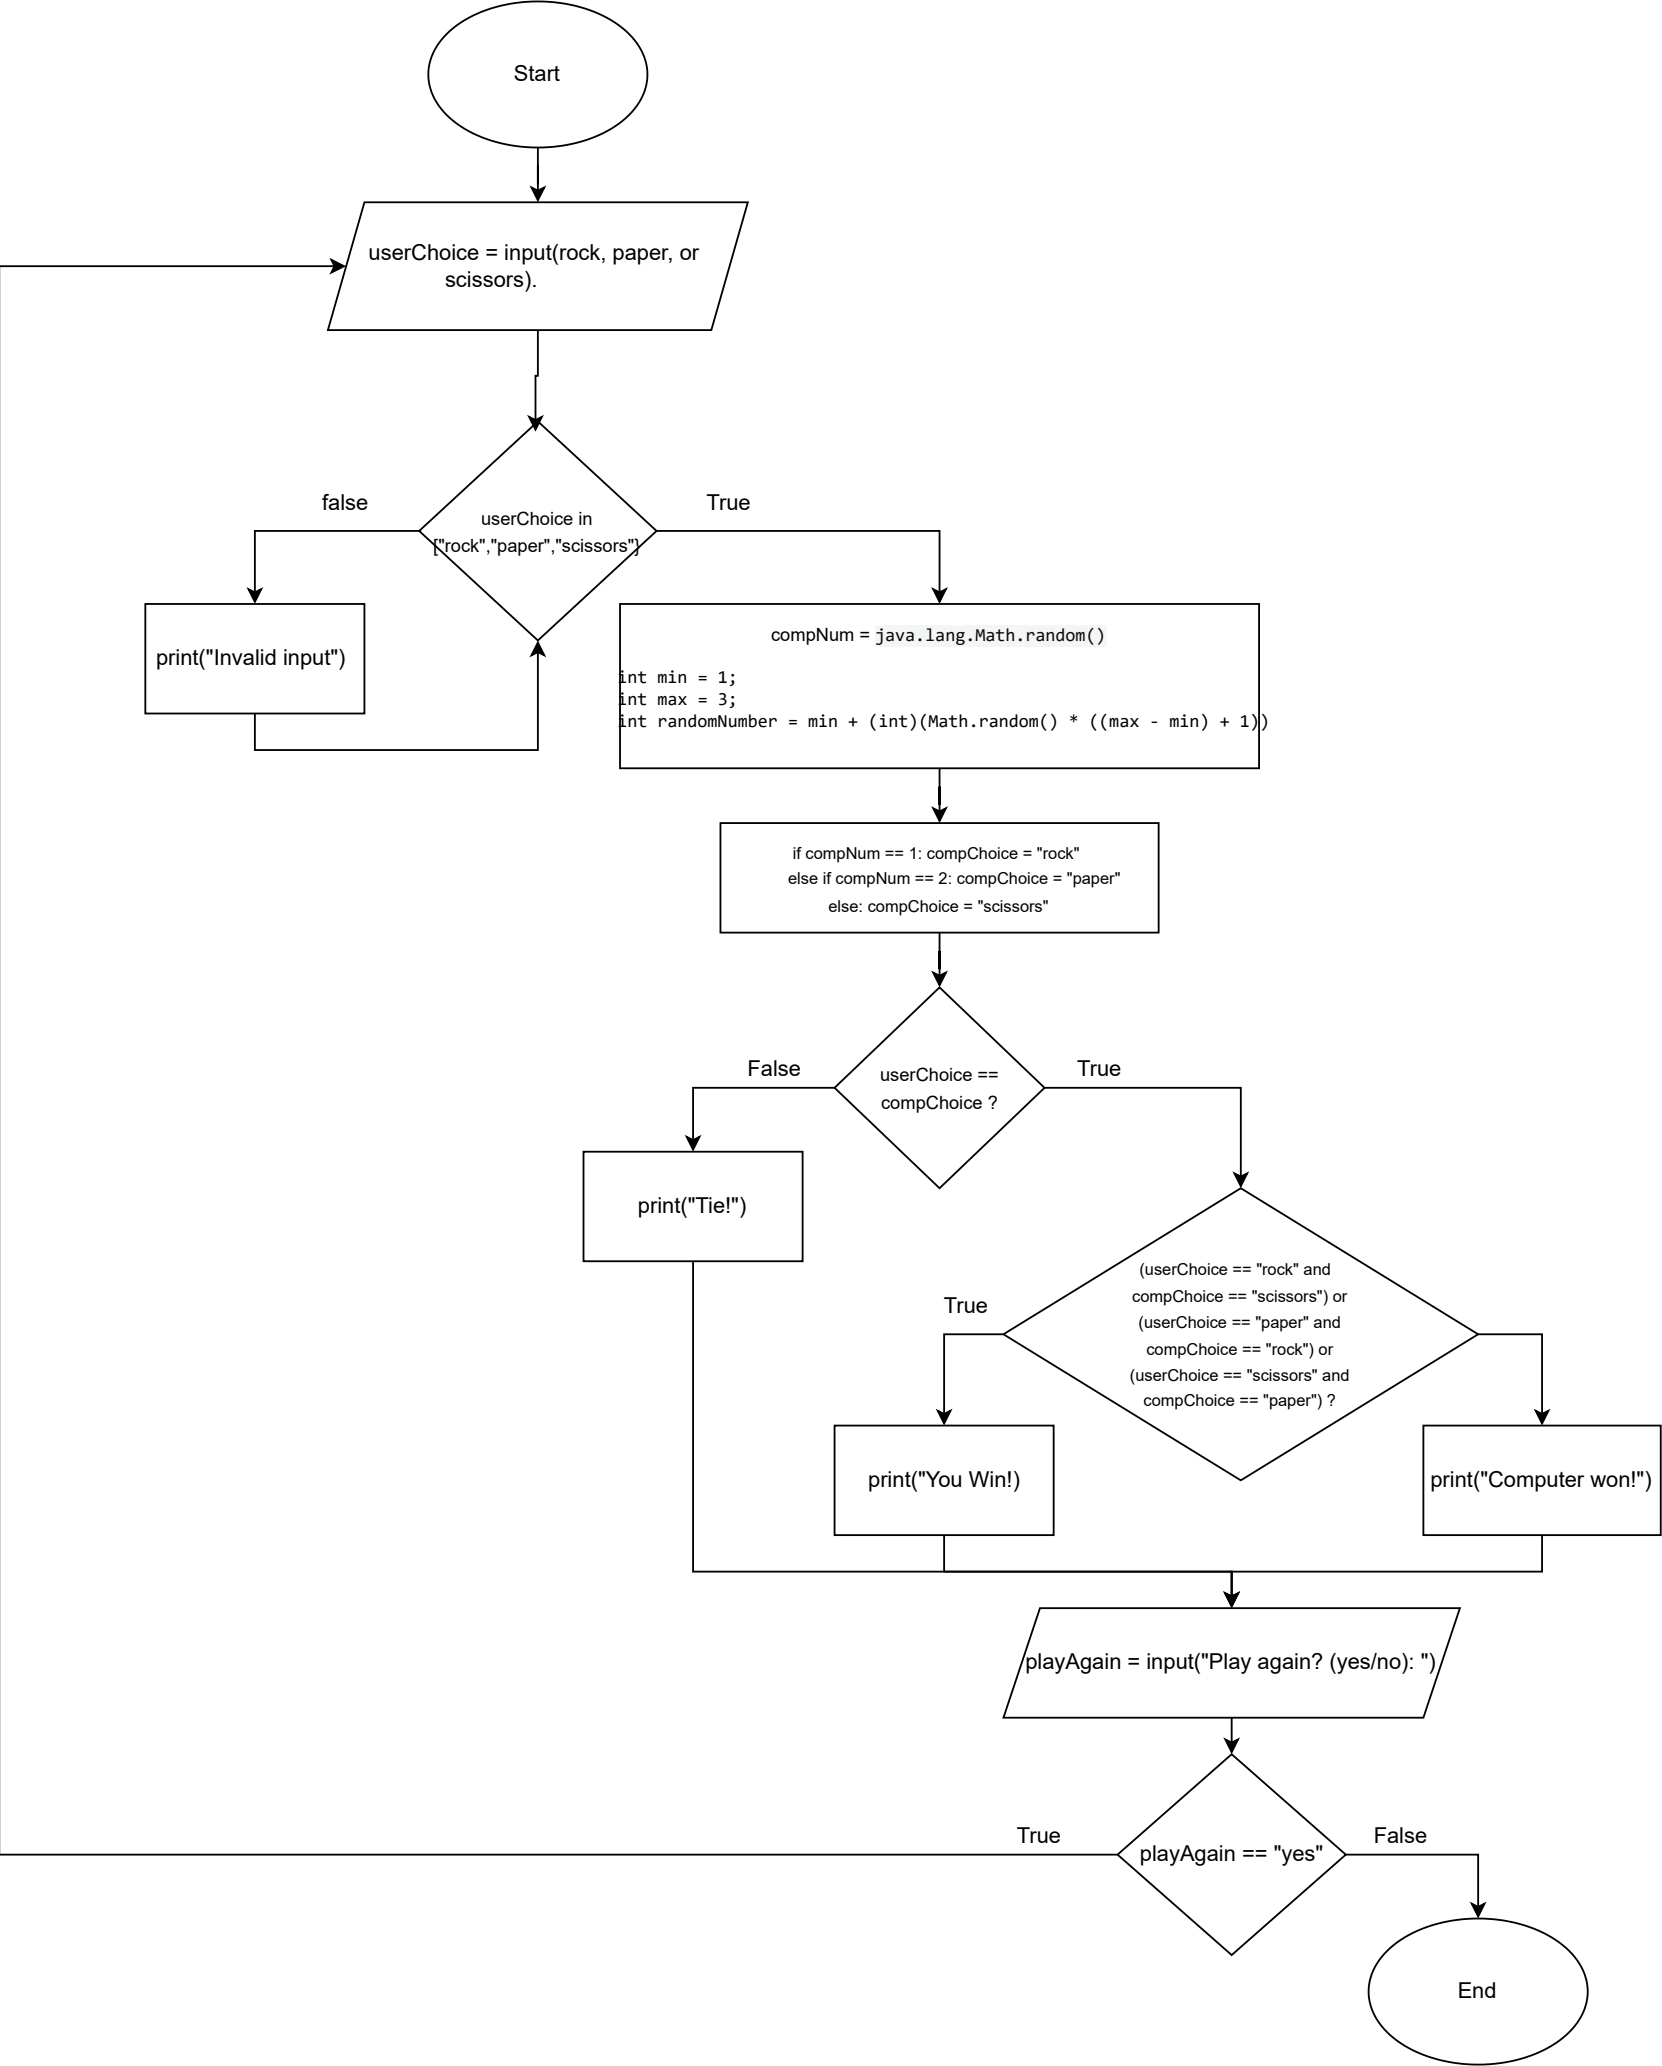 Start
userChoice = input(rock, paper, or
scissors).
false
True
userChoice in
["rock","paper","scissors"}
print("Invalid input")
compNum = java.lang.Math.random()
int min = 1;
int max = 3;
int randomNumber = min + (int)(Math.random() * ((max - min) + 1))
if compNum == 1: compChoice = "rock"
else if compNum == 2: compChoice = "paper"
else: compChoice = "scissors"
False
True
userChoice ==
compChoice ?
print("Tie!")
True
(userChoice == "rock" and
compChoice == "scissors") or
(userChoice == "paper" and
compChoice == "rock") or
(userChoice == "scissors" and
compChoice == "paper") ?
print("You Win!)
print("Computer won!")
playAgain = input("Play again? (yes/no): ")
True
False
playAgain == "yes"
End